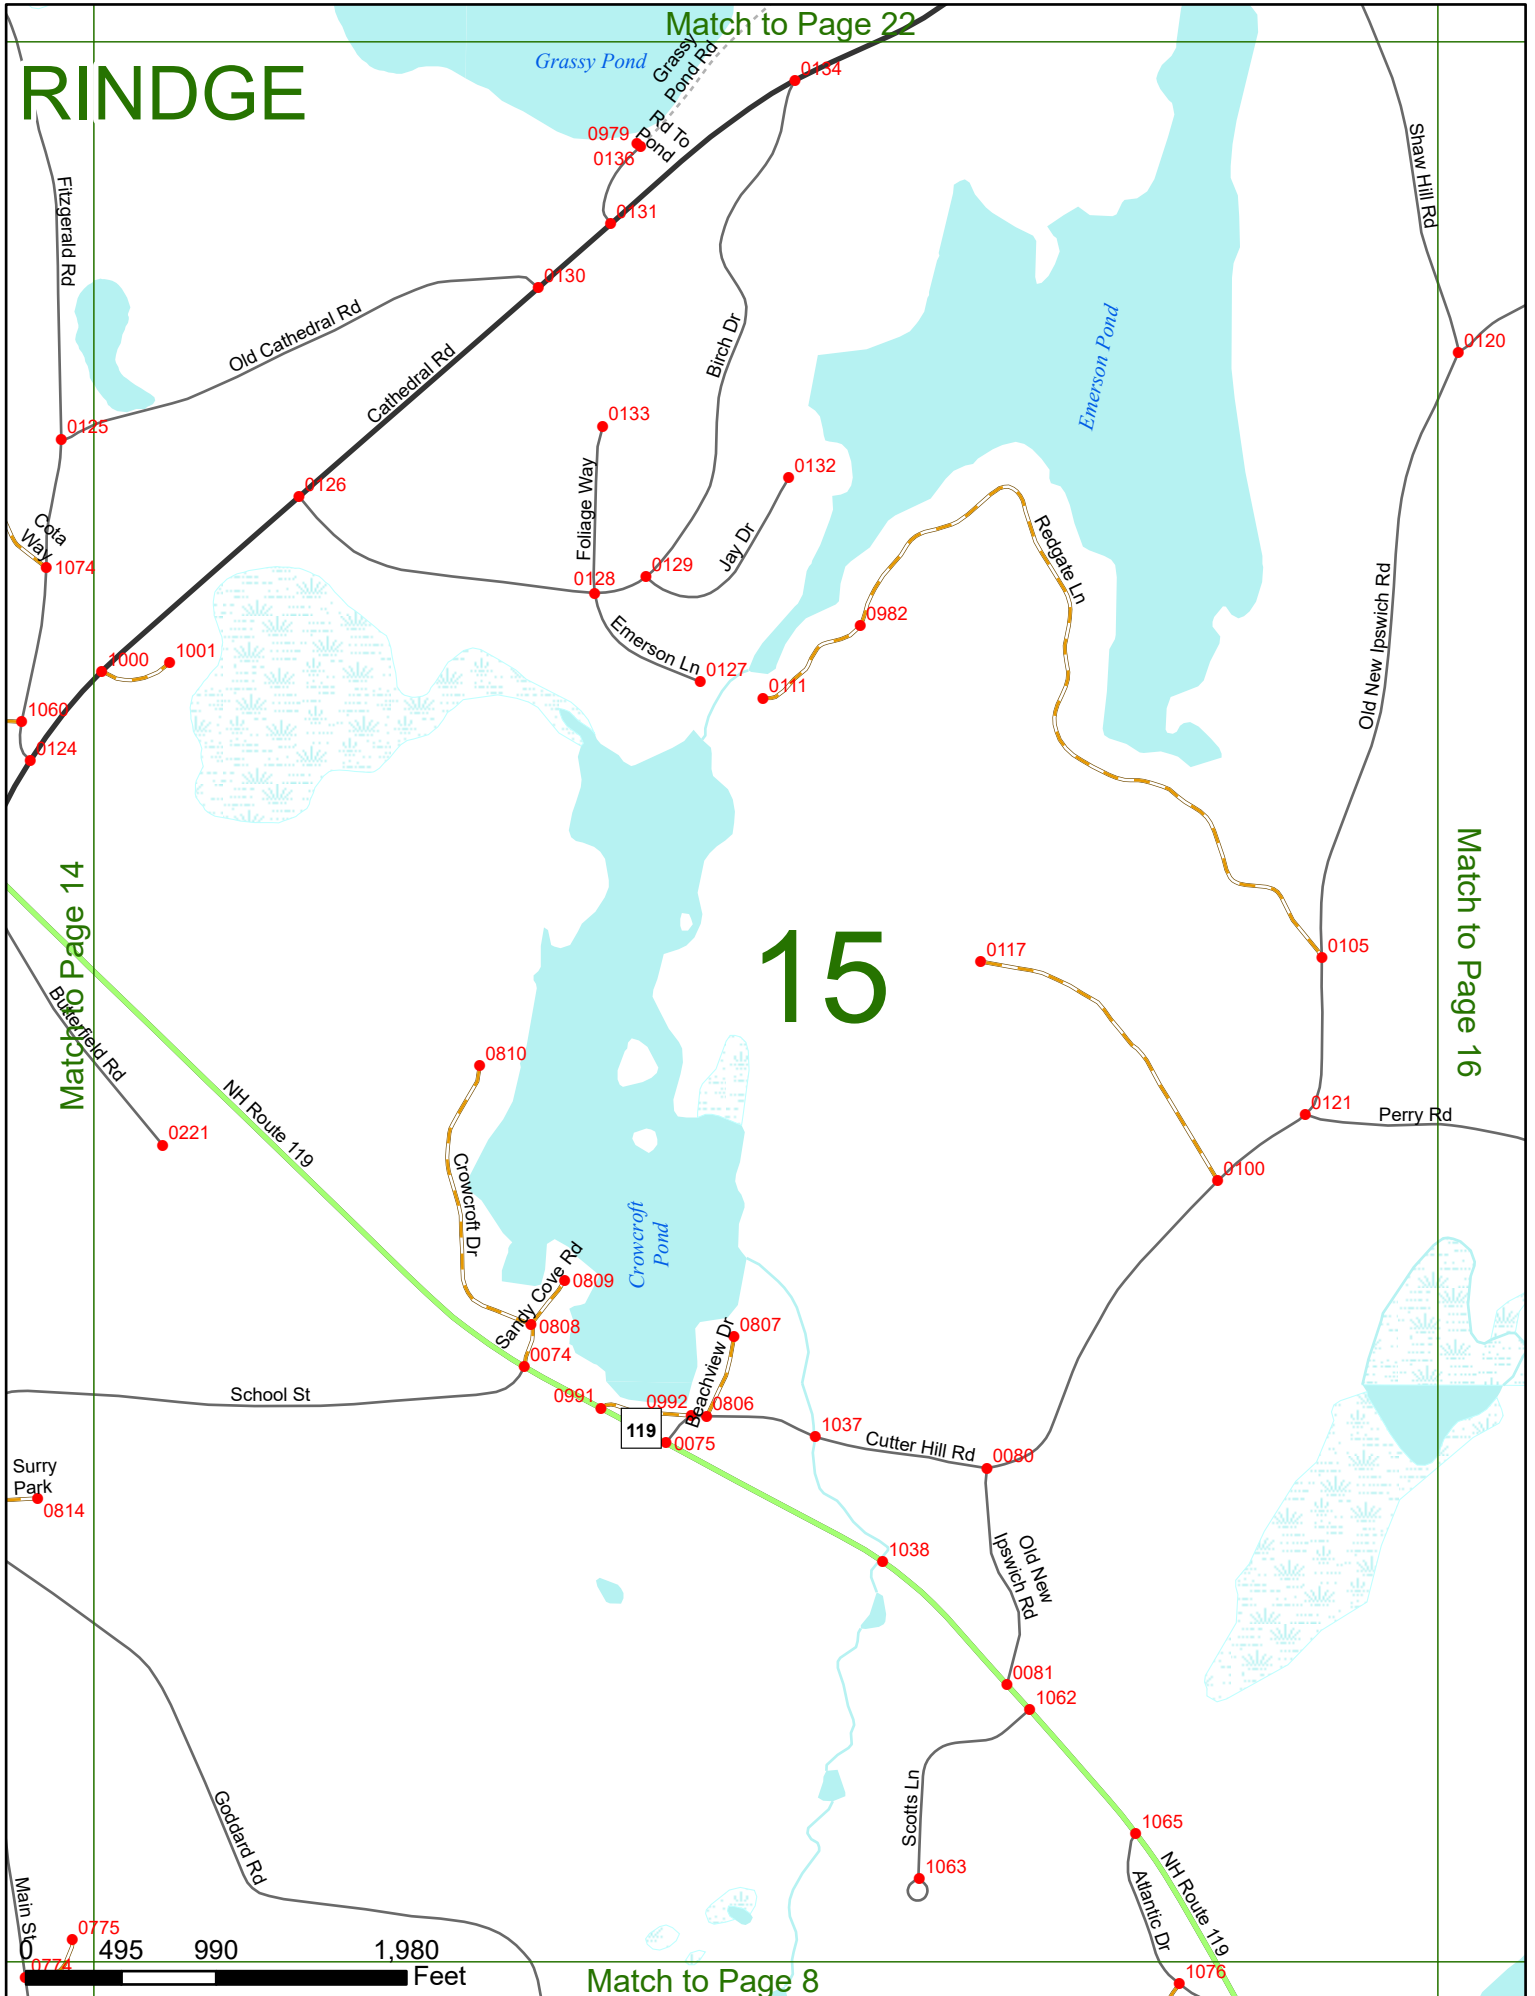 Match to Page 22
RINDGE
Grassy Pond
Grassy
Pond Rd
0134
0979
0136
Rd To
Pond
0131
Fitzgerald Rd
Shaw Hill Rd
0130
Old Cathedral Rd
Cathedral Rd
Birch Dr
Emerson Pond
0120
0125
0133
0132
0126
Foliage Way
Cota
Way
1074
0128
0129
Jay Dr
Redgate Ln
0982
Emerson Ln
Old New Ipswich Rd
1000
1001
0127
0111
1060
0124
Match to Page 14
Match to Page 16
15
0117
0105
Butterfield Rd
0810
NH Route 119
0221
0121
Perry Rd
0100
Crowcroft Dr
Crowcroft
Pond
Sandy Cove Rd
0809
0808
0807
Beachview Dr
0074
School St
0991
0992
0806
119
0075
1037
Cutter Hill Rd
0080
Surry
Park
0814
1038
Old New
Ipswich Rd
0081
1062
Goddard Rd
Scotts Ln
1065
1063
NH Route 119
Atlantic Dr
Main St
0775
0774
1076
0 495 990 1,980
Feet
Match to Page 8